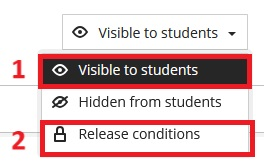 Visible to students
1 Visible to students
Hidden from students
2 Release conditions